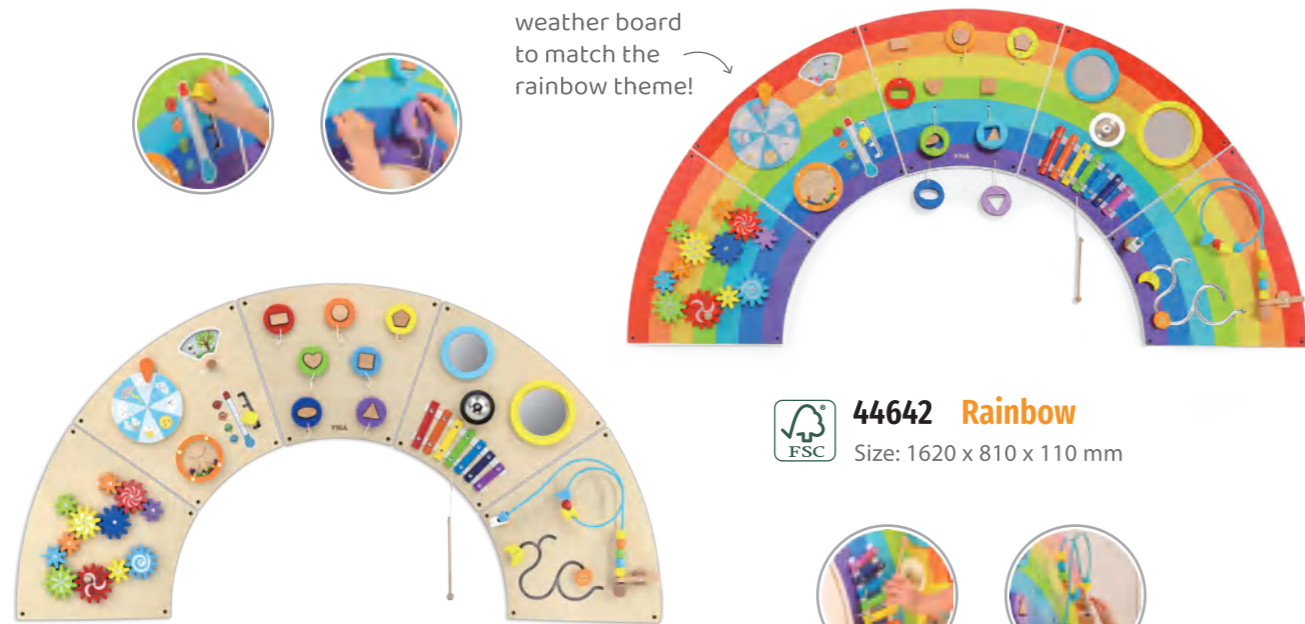 weather board
to match the
rainbow theme!
VIGA
VIGA
FSC
44642 Rainbow
Size: 1620 x 810 x 110 mm